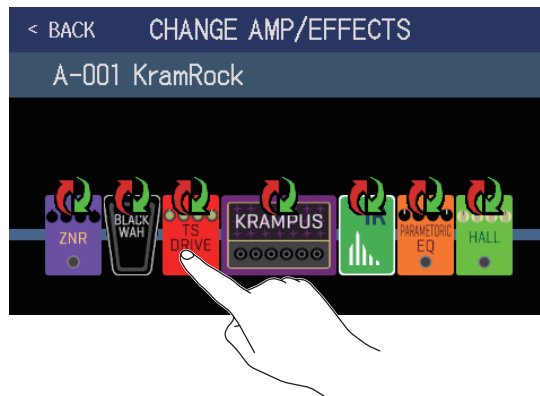 < BACK CHANGE AMP/EFFECTS
A-001 KramRock
ZNR
BLACK
WAH
TS
DRIVE
KRAMPUS
IR
PARAMETORIC
EQ
HALL